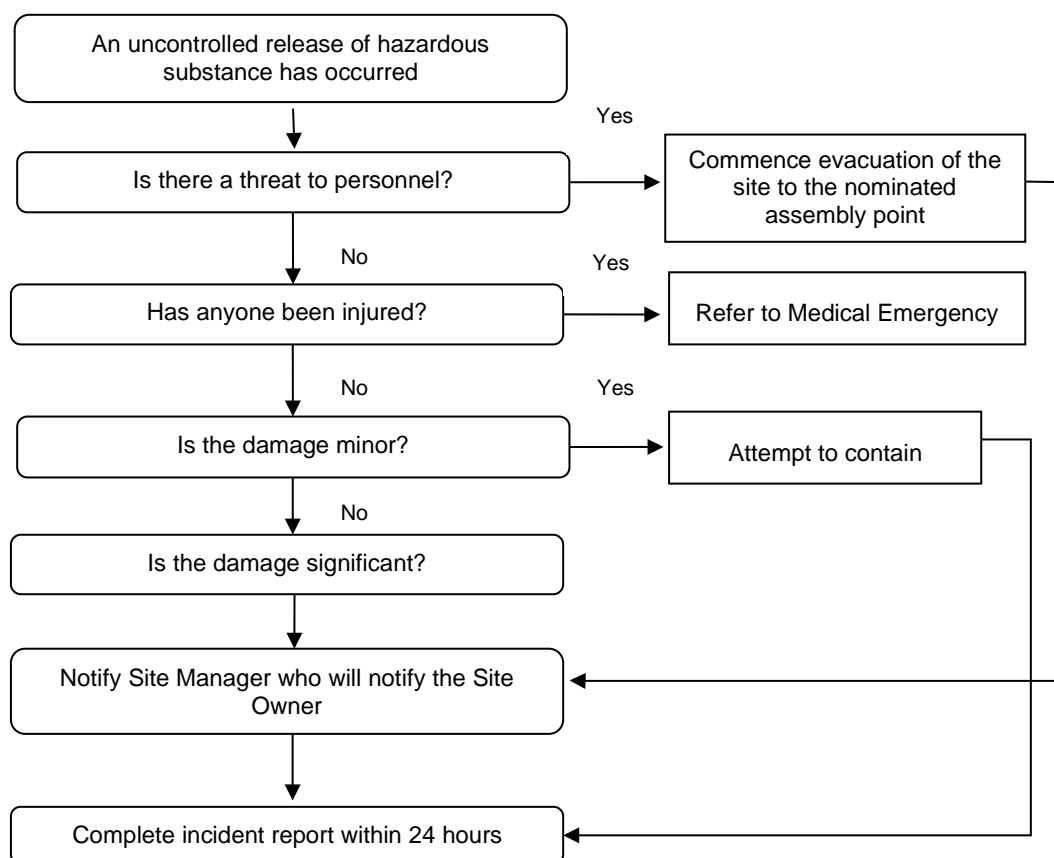 An uncontrolled release of hazardous
substance has occurred
Yes
Is there a threat to personnel?
Commence evacuation of the
site to the nominated
assembly point
No
Yes
Has anyone been injured?
Refer to Medical Emergency
No
Yes
Is the damage minor?
Attempt to contain
No
Is the damage significant?
Notify Site Manager who will notify the Site
Owner
Complete incident report within 24 hours